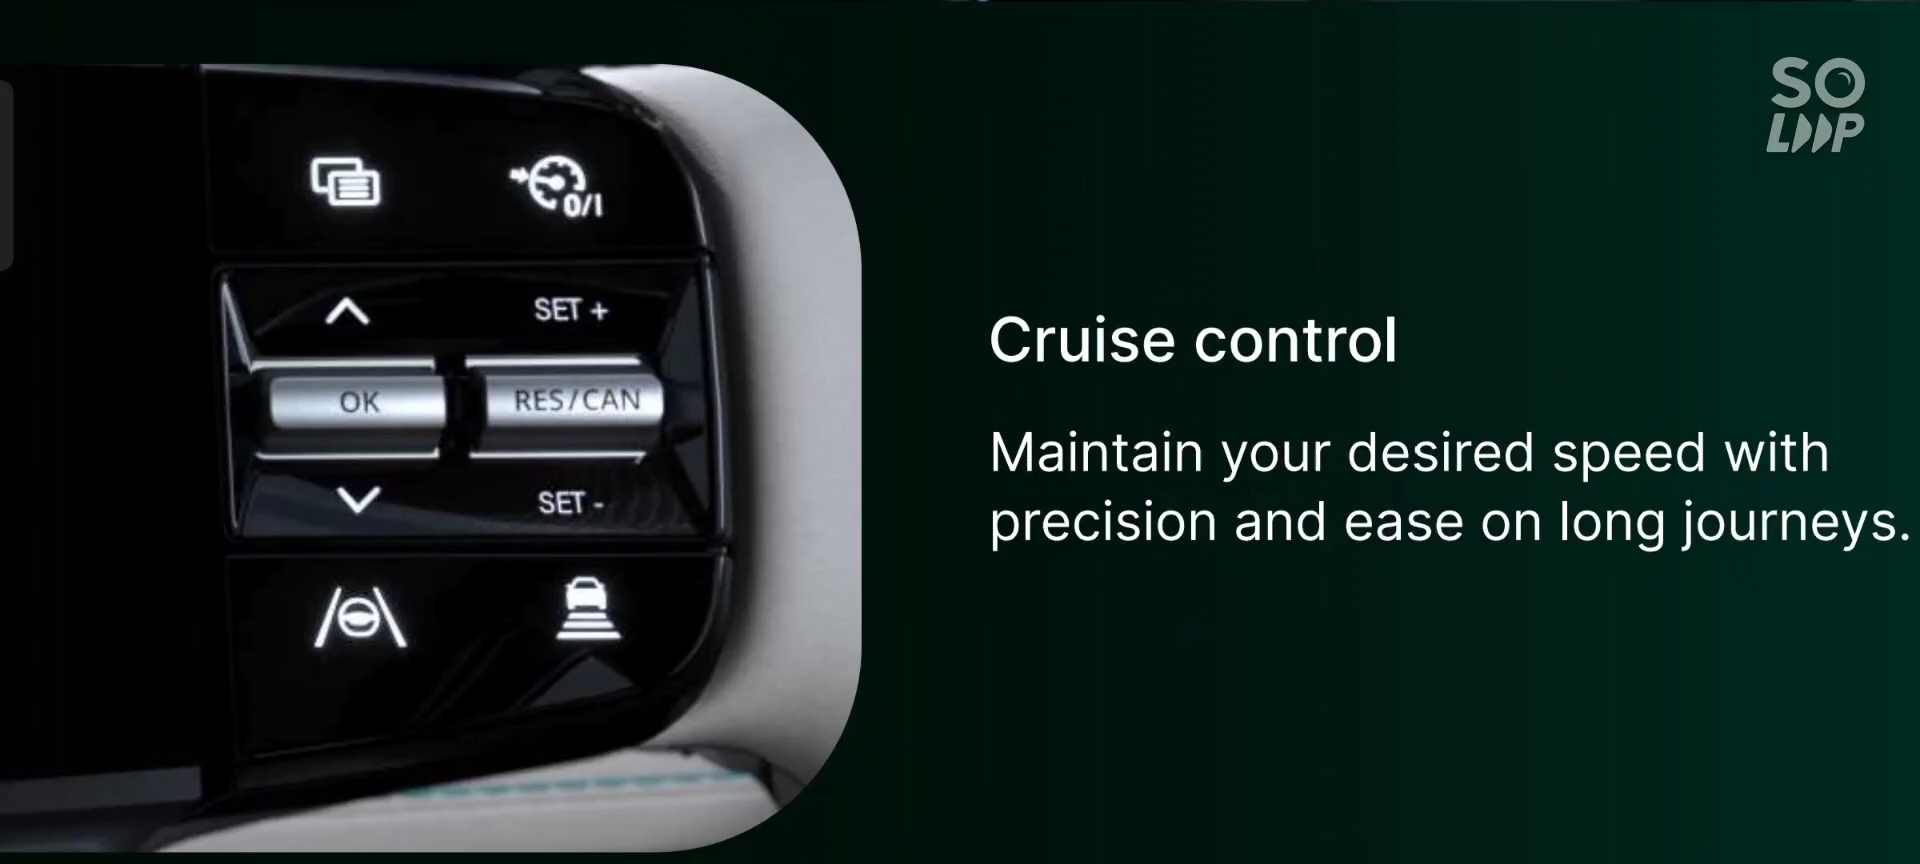 SO
LOOP
0/I
SET +
OK
RES/CAN
SET -
Cruise control
Maintain your desired speed with
precision and ease on long journeys.